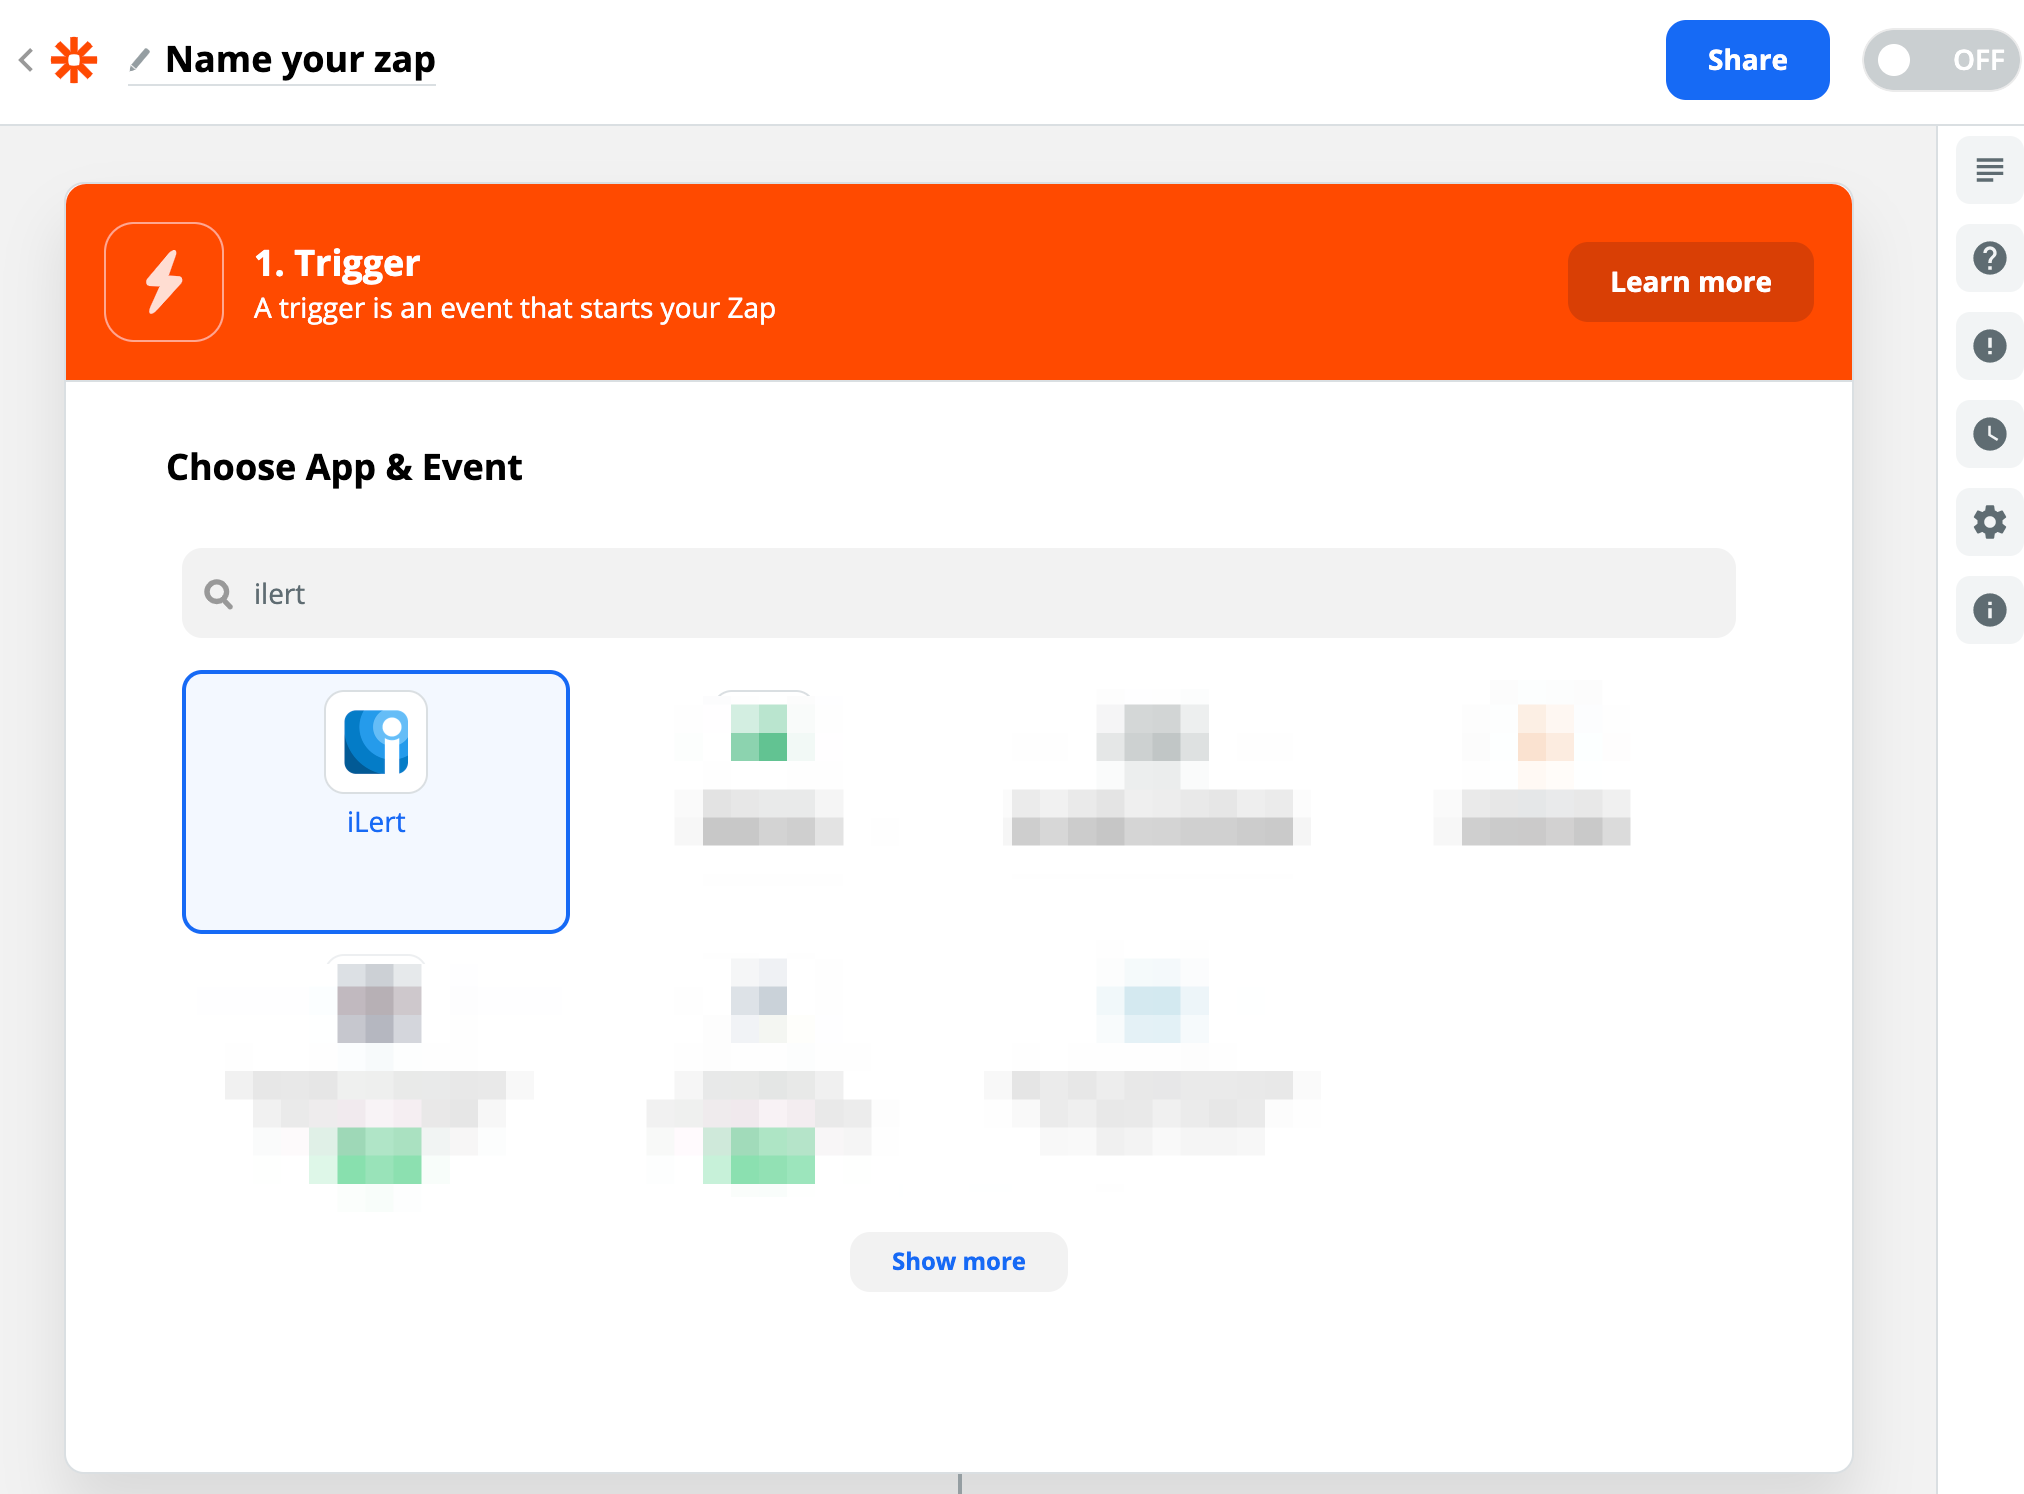 Name your zap
Share
OFF
1. Trigger
A trigger is an event that starts your Zap
Learn more
Choose App & Event
ilert
iLert
Show more